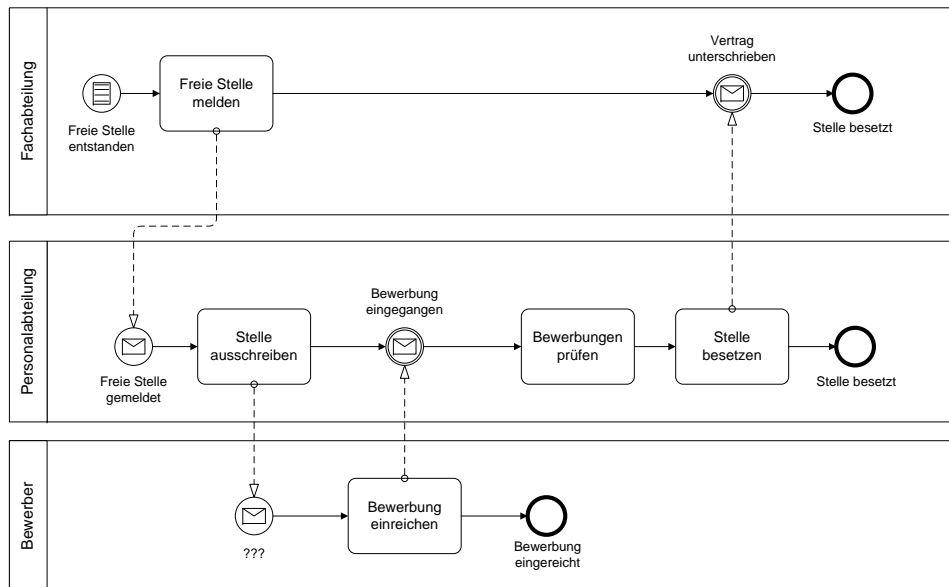 Fachabteilung
Freie Stelle
entstanden
Freie Stelle
melden
Vertrag
unterschrieben
Stelle besetzt
Personalabteilung
Freie Stelle
gemeldet
Stelle
ausschreiben
Bewerbung
eingegangen
Bewerbungen
prüfen
Stelle
besetzen
Stelle besetzt
Bewerber
???
Bewerbung
einreichen
Bewerbung
eingereicht